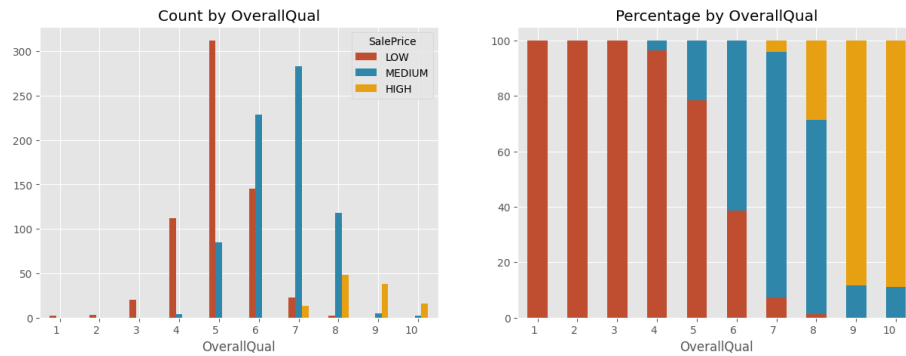 Count by OverallQual
300
250
200
150
100
50
0
SalePrice
LOW
MEDIUM
HIGH
1 2 3 4 5 6 7 8 9 10
OverallQual
Percentage by OverallQual
100
80
60
40
20
0
1 2 3 4 5 6 7 8 9 10
OverallQual